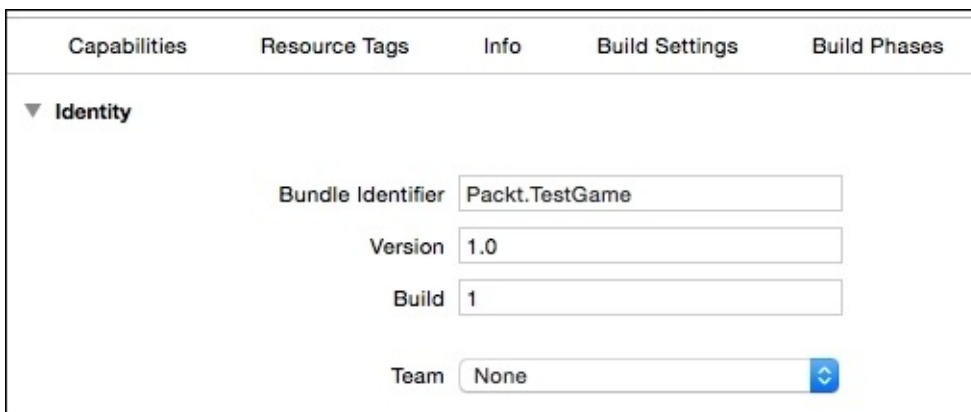 Capabilities Resource Tags Info Build Settings Build Phases
Identity
Bundle Identifier Packt.TestGame
Version 1.0
Build 1
Team None